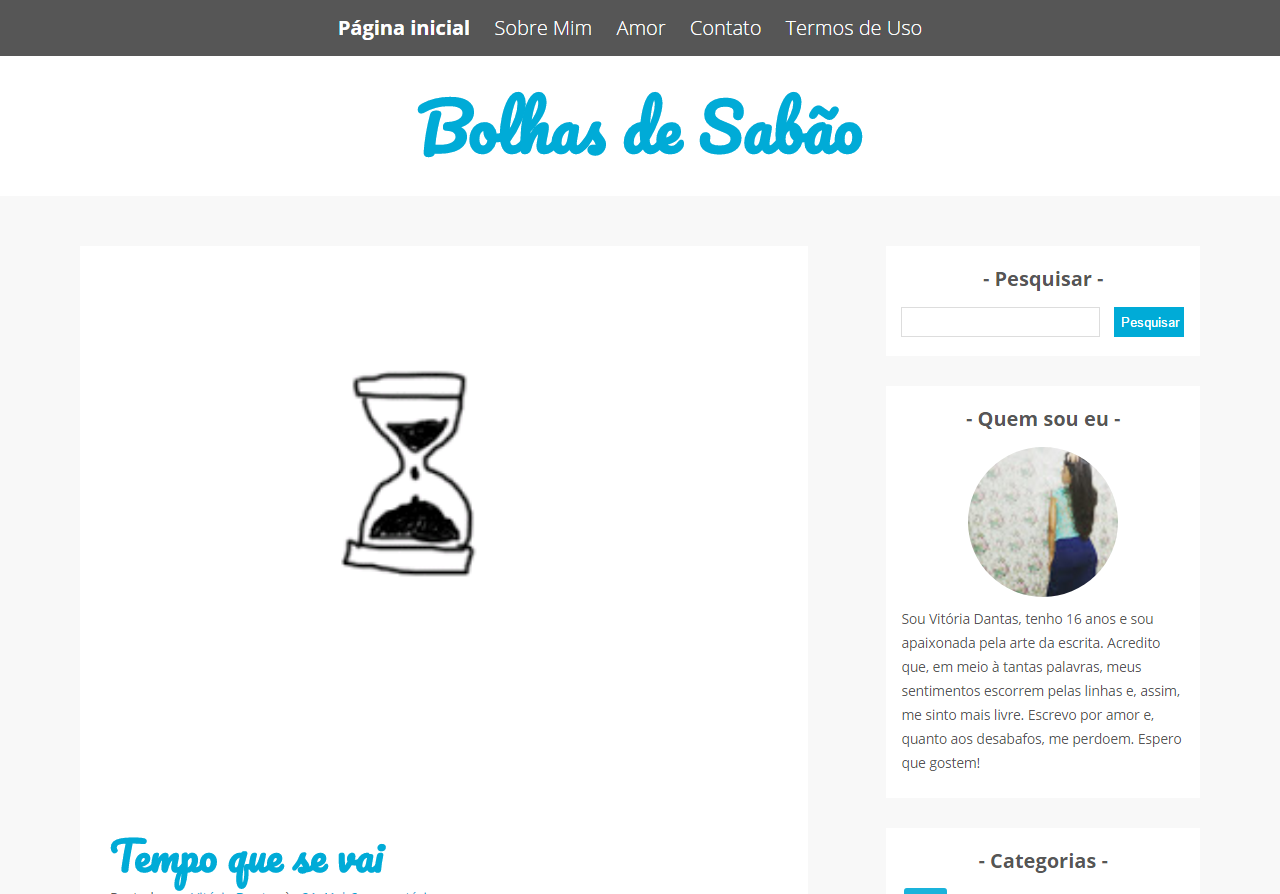 Página inicial Sobre Mim Amor Contato Termos de Uso
Bolhas de Sabão
- Pesquisar -
Pesquisar
- Quem sou eu -
Sou Vitória Dantas, tenho 16 anos e sou
apaixonada pela arte da escrita. Acredito
que, em meio à tantas palavras, meus
sentimentos escorrem pelas linhas e, assim,
me sinto mais livre. Escrevo por amor e,
quanto aos desabafos, me perdoem. Espero
que gostem!
Tempo que se vai
- Categorias -